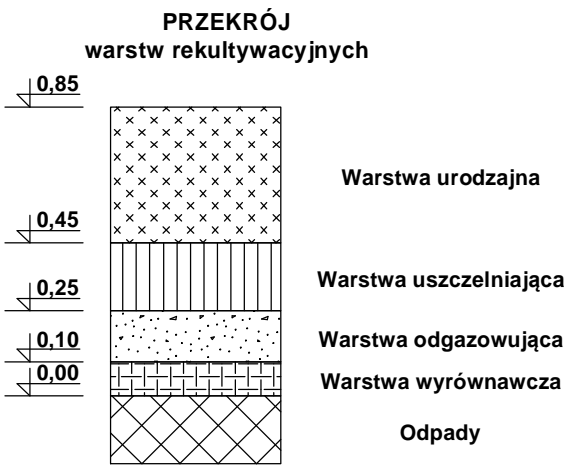 PRZEKRÓJ
warstw rekultywacyjnych
0,85
Warstwa urodzajna
0,45
Warstwa uszczelniająca
0,25
Warstwa odgazowująca
0,10
Warstwa wyrównawcza
0,00
Odpady